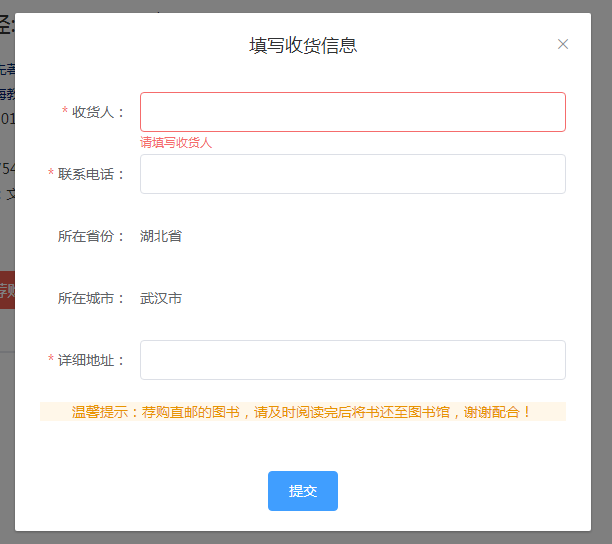 填写收货信息
* 收货人：
请填写收货人
* 联系电话：
所在省份： 湖北省
所在城市： 武汉市
* 详细地址：
温馨提示：荐购直邮的图书，请及时阅读完后将书还至图书馆，谢谢配合！
提交